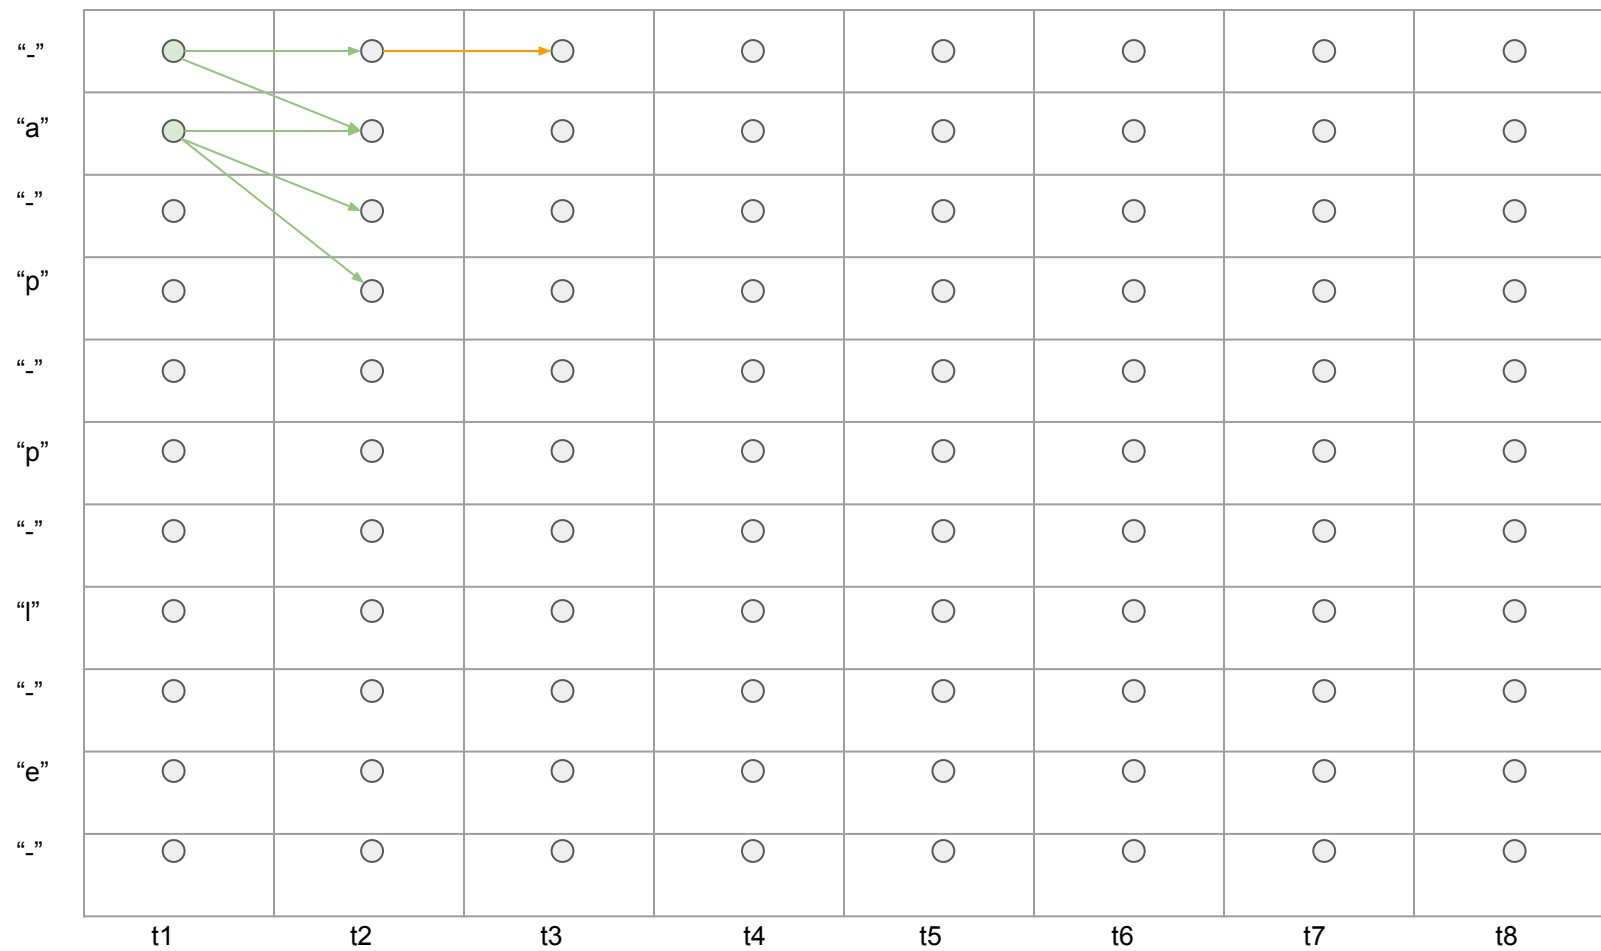 “-”
“a”
“-”
“p”
“-”
“p”
“-”
“l”
“-”
“e”
“-”
t1 t2 t3 t4 t5 t6 t7 t8